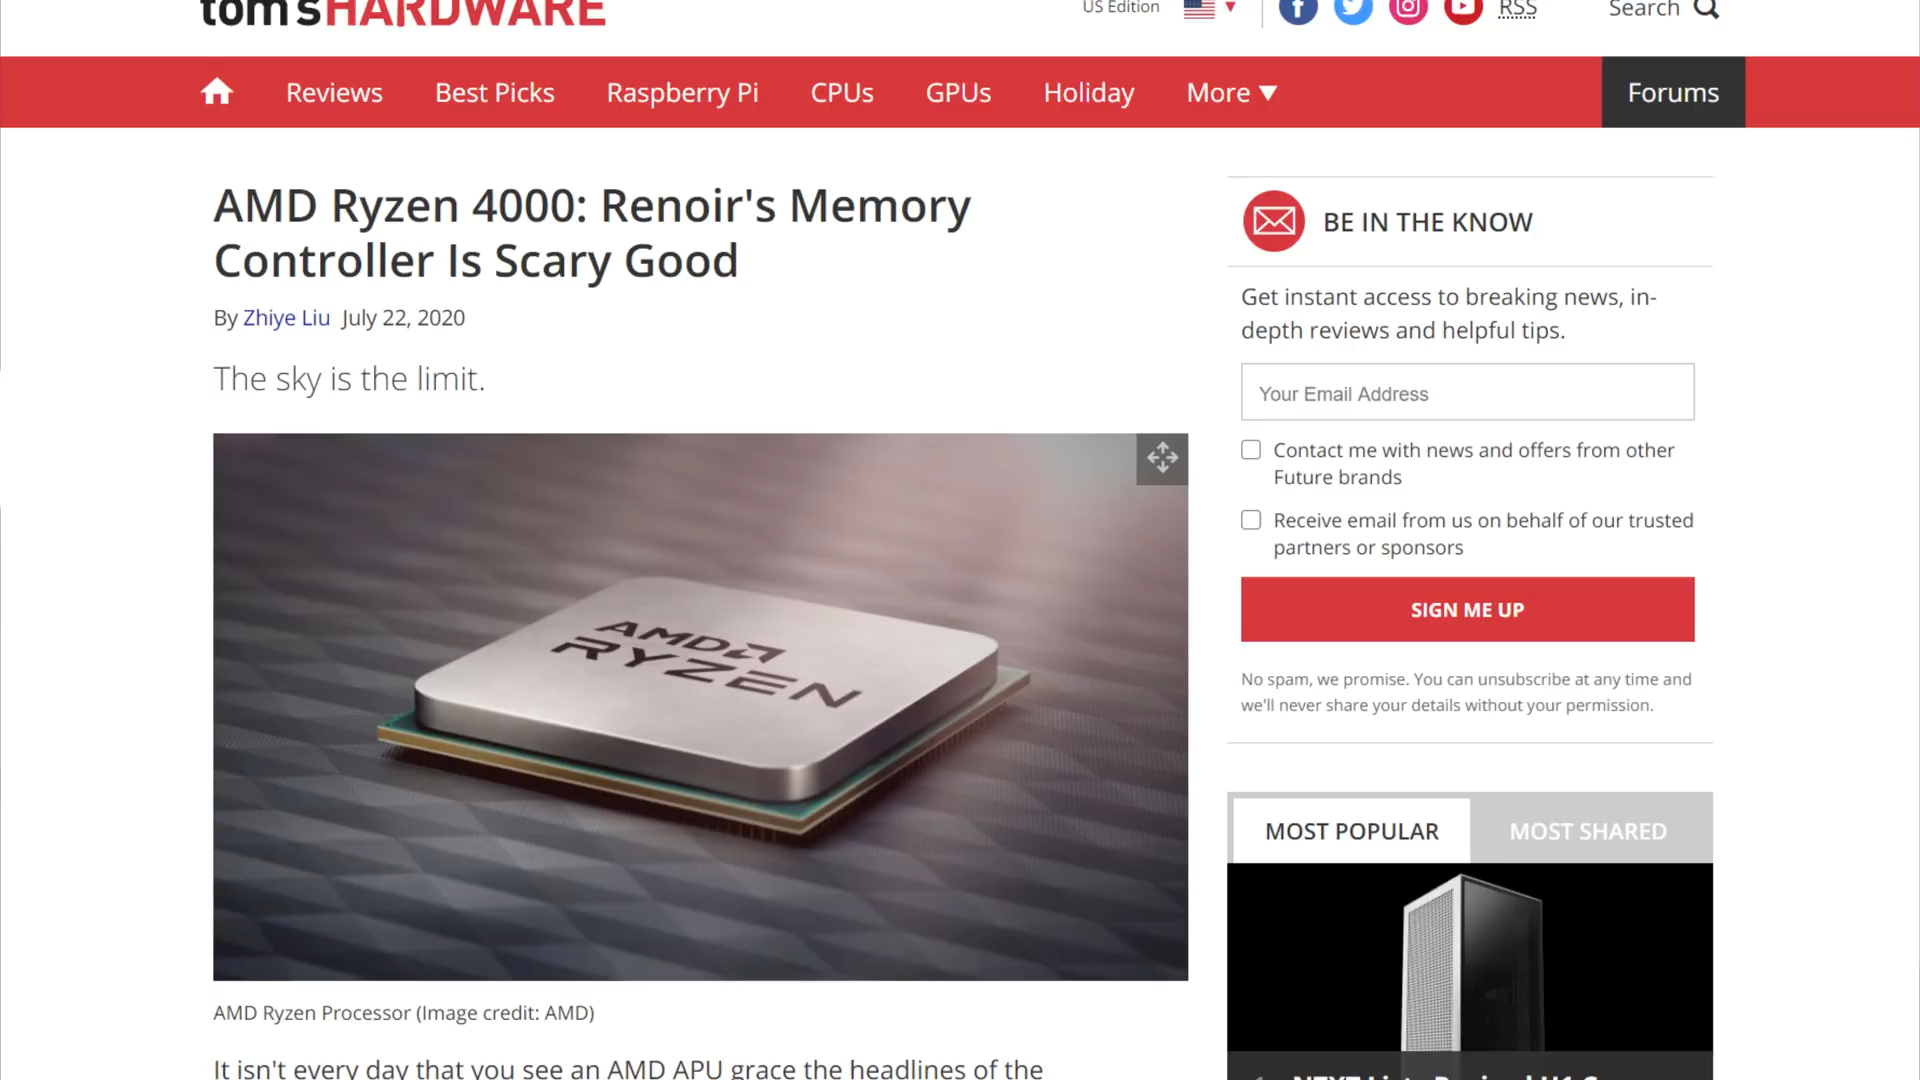 tom'sHARDWARE
US Edition
RSS
Search
Reviews
Best Picks
Raspberry Pi
CPUs
GPUs
Holiday
More
Forums
AMD Ryzen 4000: Renoir's Memory
Controller Is Scary Good
By Zhiye Liu July 22, 2020
The sky is the limit.
AMD
RYZEN
AMD Ryzen Processor (Image credit: AMD)
It isn't every day that you see an AMD APU grace the headlines of the
BE IN THE KNOW
Get instant access to breaking news, in-
depth reviews and helpful tips.
Your Email Address
Contact me with news and offers from other
Future brands
Receive email from us on behalf of our trusted
partners or sponsors
SIGN ME UP
No spam, we promise. You can unsubscribe at any time and
we'll never share your details without your permission.
MOST POPULAR
MOST SHARED